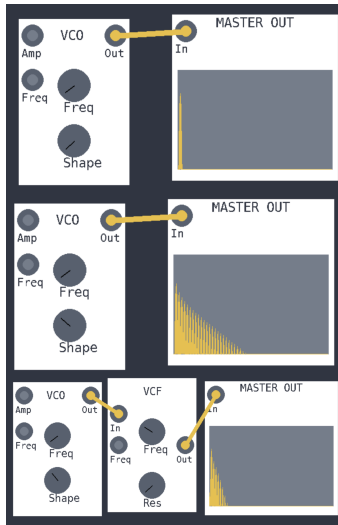 VCO
Amp
Out
Freq
Freq
Shape
MASTER OUT
In
VCO
Amp
Out
Freq
Freq
Shape
MASTER OUT
In
VCO
Amp
Out
Freq
Freq
Shape
VCF
In
Freq
Freq
Out
Res
MASTER OUT
In